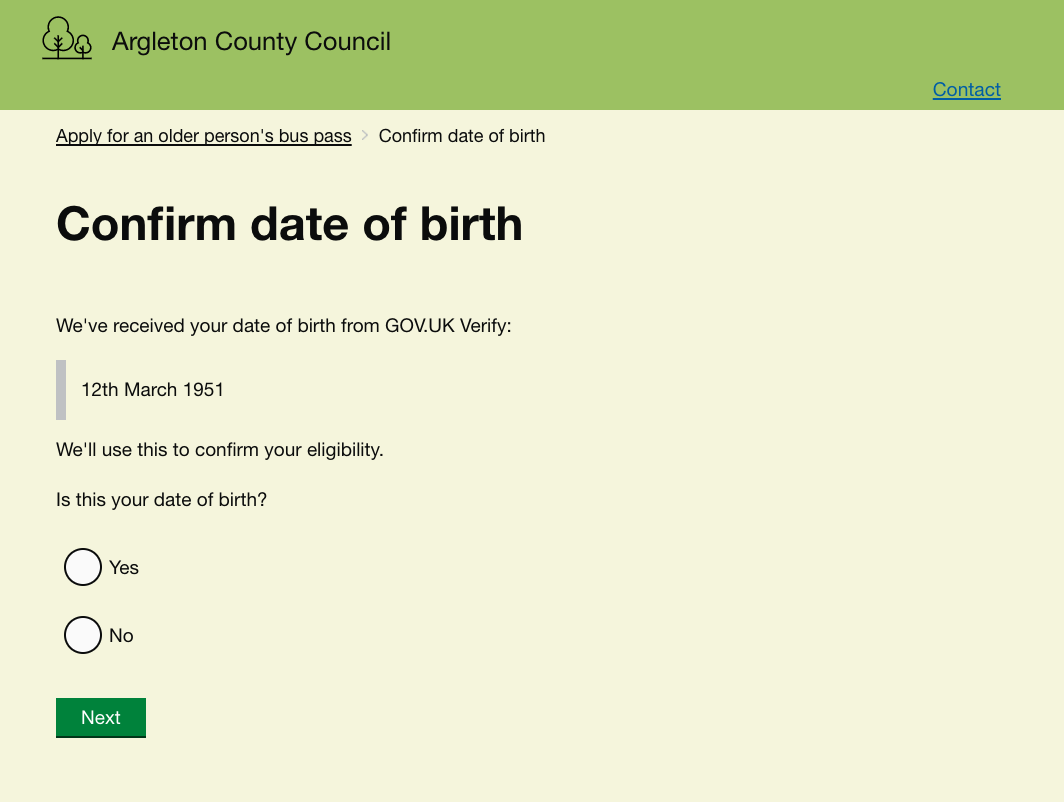 Argleton County Council
Contact
Apply for an older person's bus pass > Confirm date of birth
Confirm date of birth
We've received your date of birth from GOV.UK Verify:
12th March 1951
We'll use this to confirm your eligibility.
Is this your date of birth?
Yes
No
Next